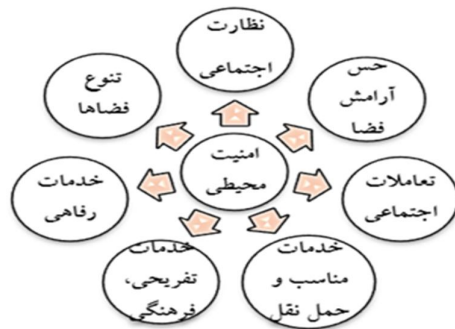 نظارت
اجتماعی
حس
آرامش
فضا
تعاملات
اجتماعی
خدمات
مناسب و
حمل نقل
خدمات
تفریحی،
فرهنگی
خدمات
رفاهی
تنوع
فضاها
امنیت
محیطی